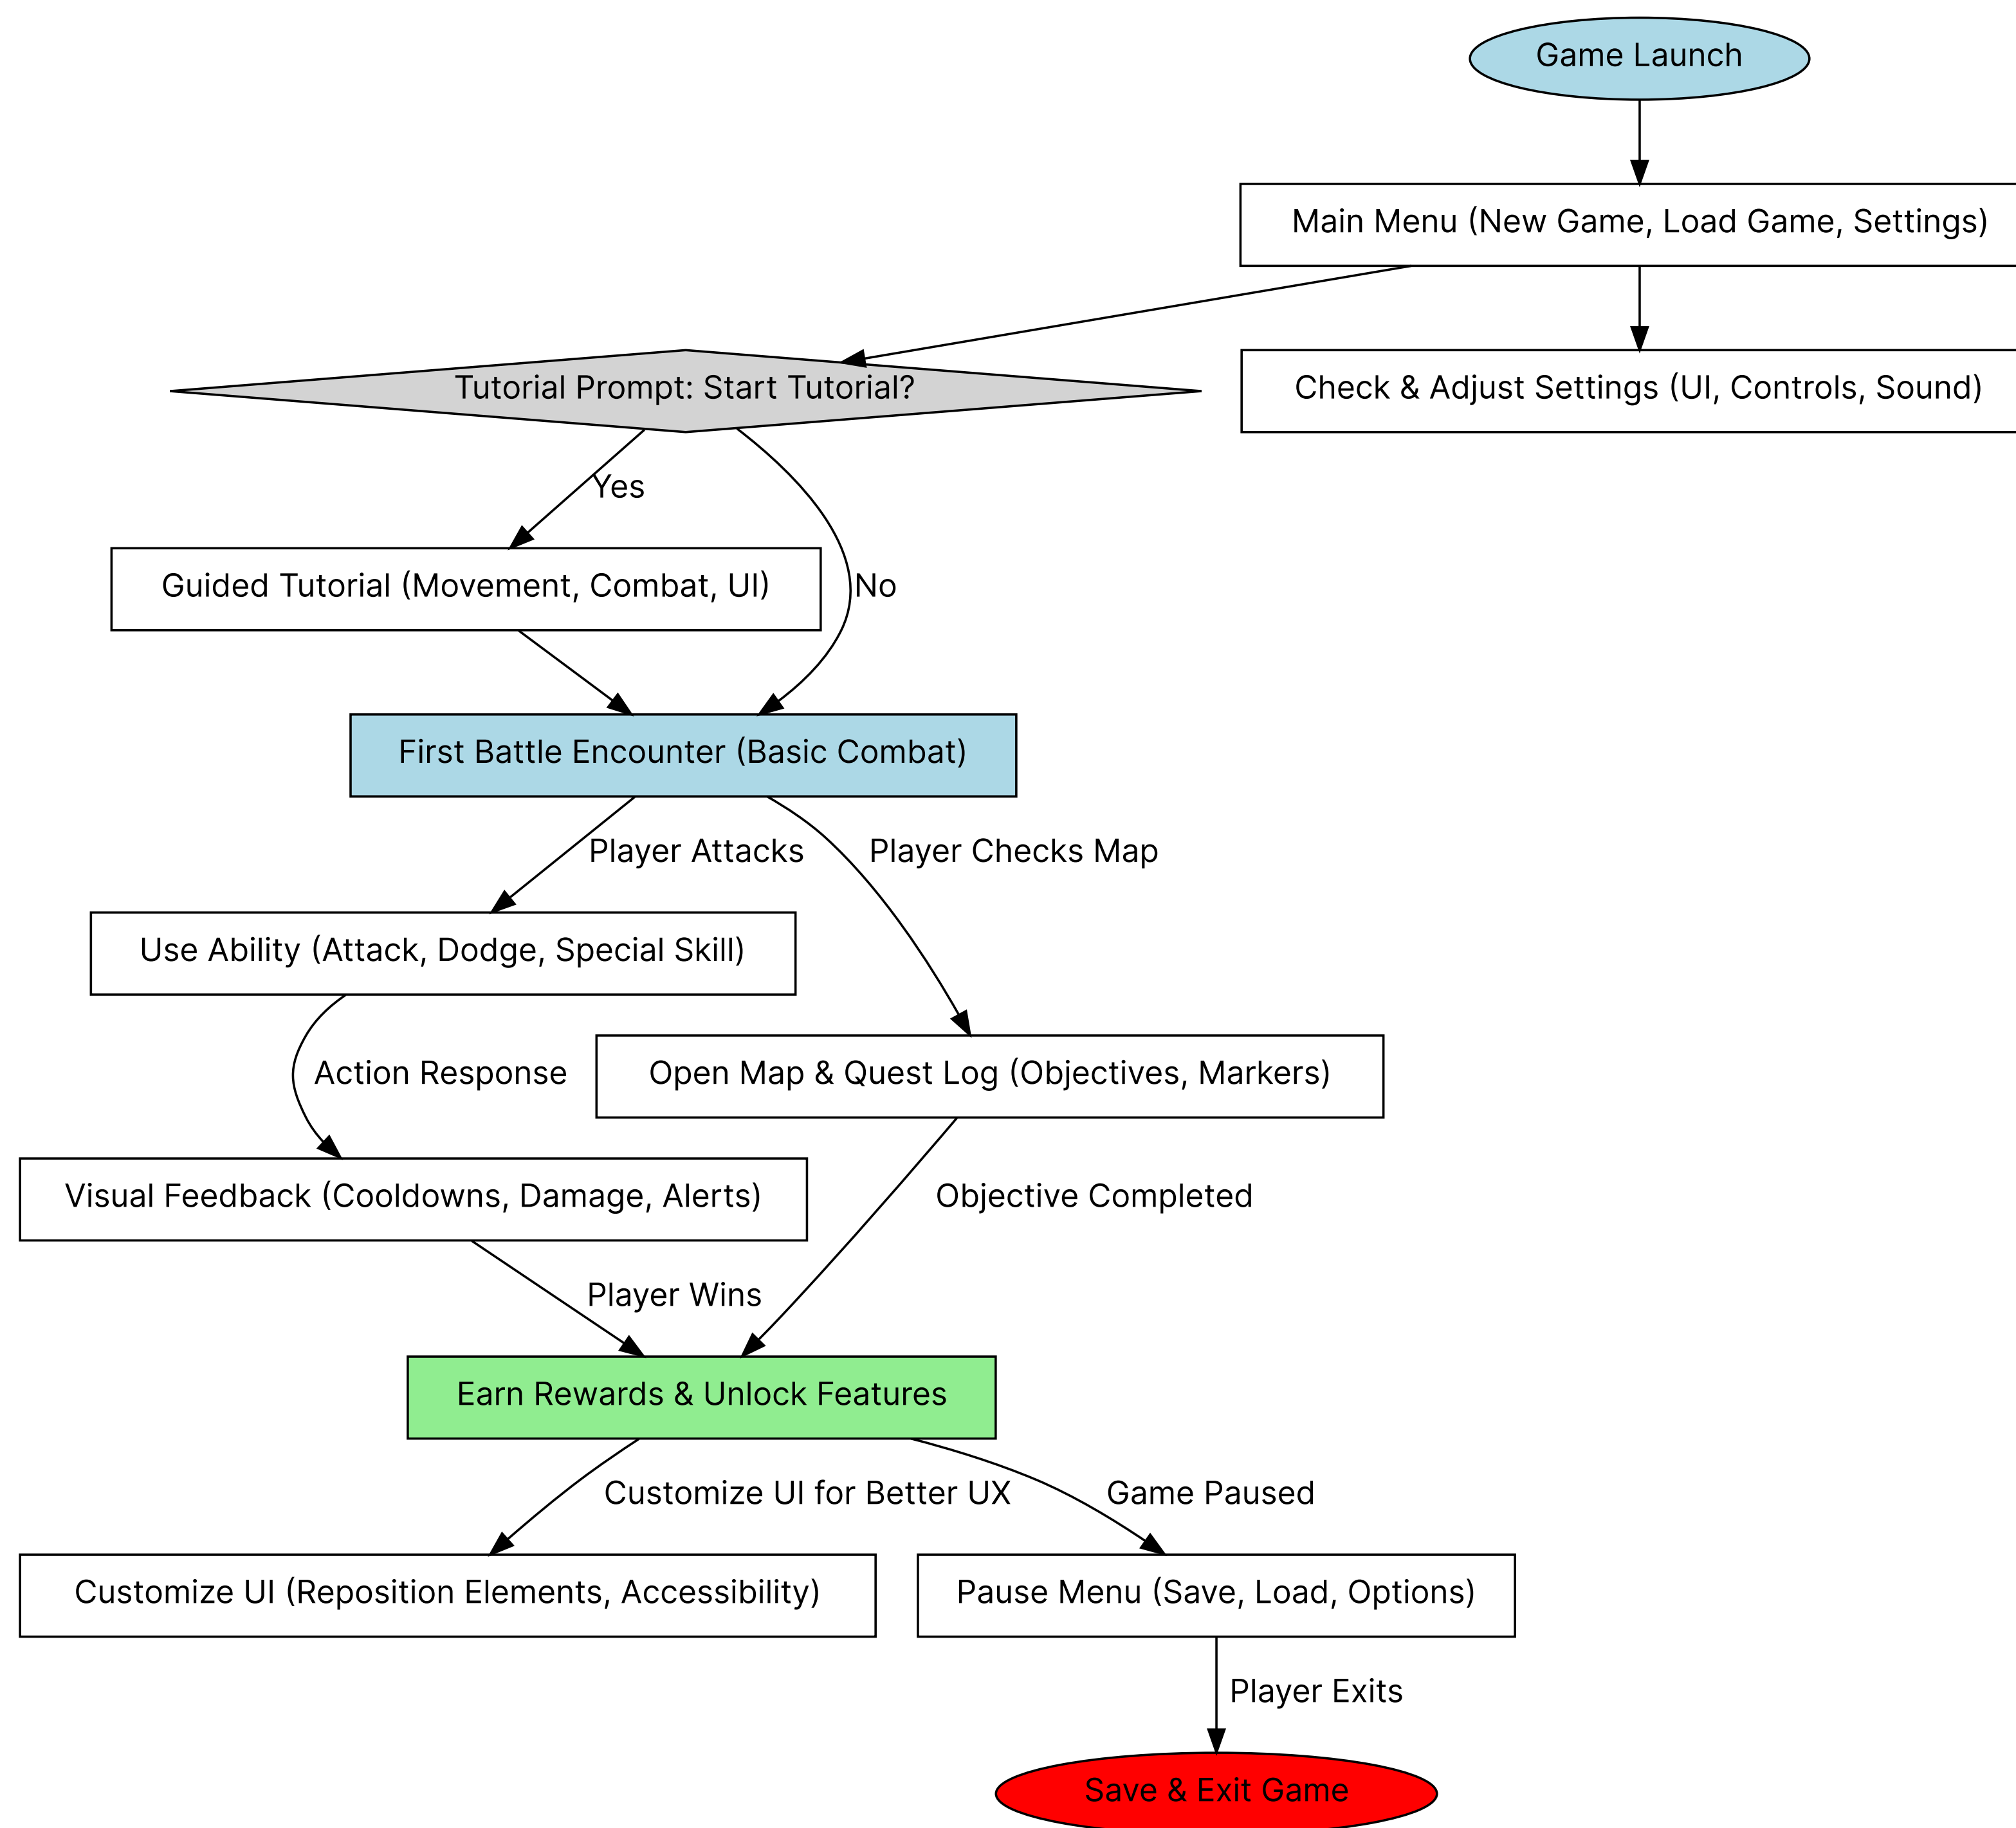 Game Launch
Main Menu (New Game, Load Game, Settings)
Tutorial Prompt: Start Tutorial?
Check & Adjust Settings (UI, Controls, Sound)
Yes
Guided Tutorial (Movement, Combat, UI)
No
First Battle Encounter (Basic Combat)
Player Attacks
Player Checks Map
Use Ability (Attack, Dodge, Special Skill)
Action Response
Open Map & Quest Log (Objectives, Markers)
Visual Feedback (Cooldowns, Damage, Alerts)
Objective Completed
Player Wins
Earn Rewards & Unlock Features
Customize UI for Better UX
Game Paused
Customize UI (Reposition Elements, Accessibility)
Pause Menu (Save, Load, Options)
Player Exits
Save & Exit Game